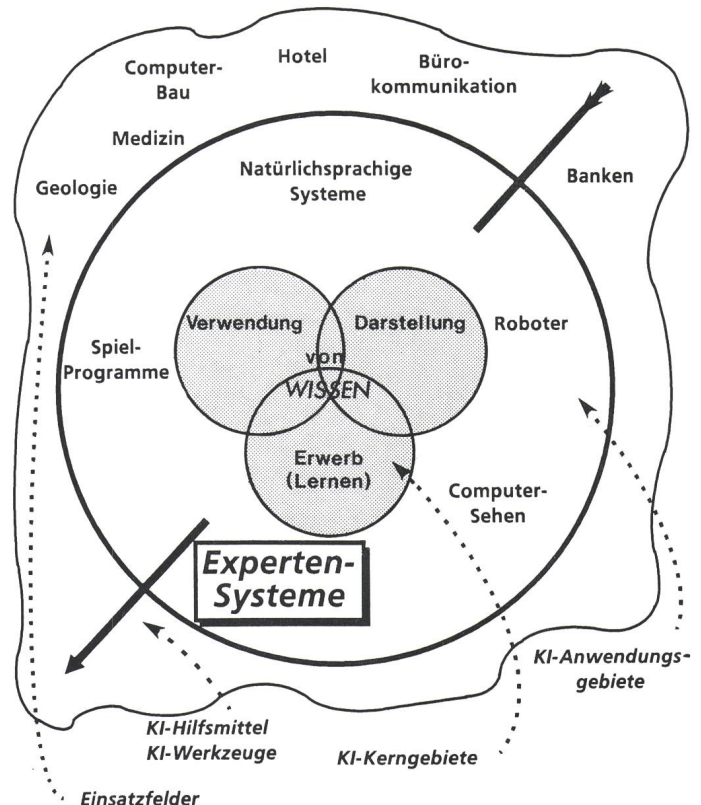 Hotel
Computer-
Bau
Büro-
kommunikation
Medizin
Geologie
Natürlichsprachige
Systeme
Banken
Verwendung
Darstellung
Roboter
Spiel-
Programme
von
WISSEN
Erwerb
(Lernen)
Computer-
Sehen
Experten-
Systeme
KI-Anwendungs-
gebiete
KI-Hilfsmittel
KI-Werkzeuge
KI-Kerngebiete
Einsatzfelder